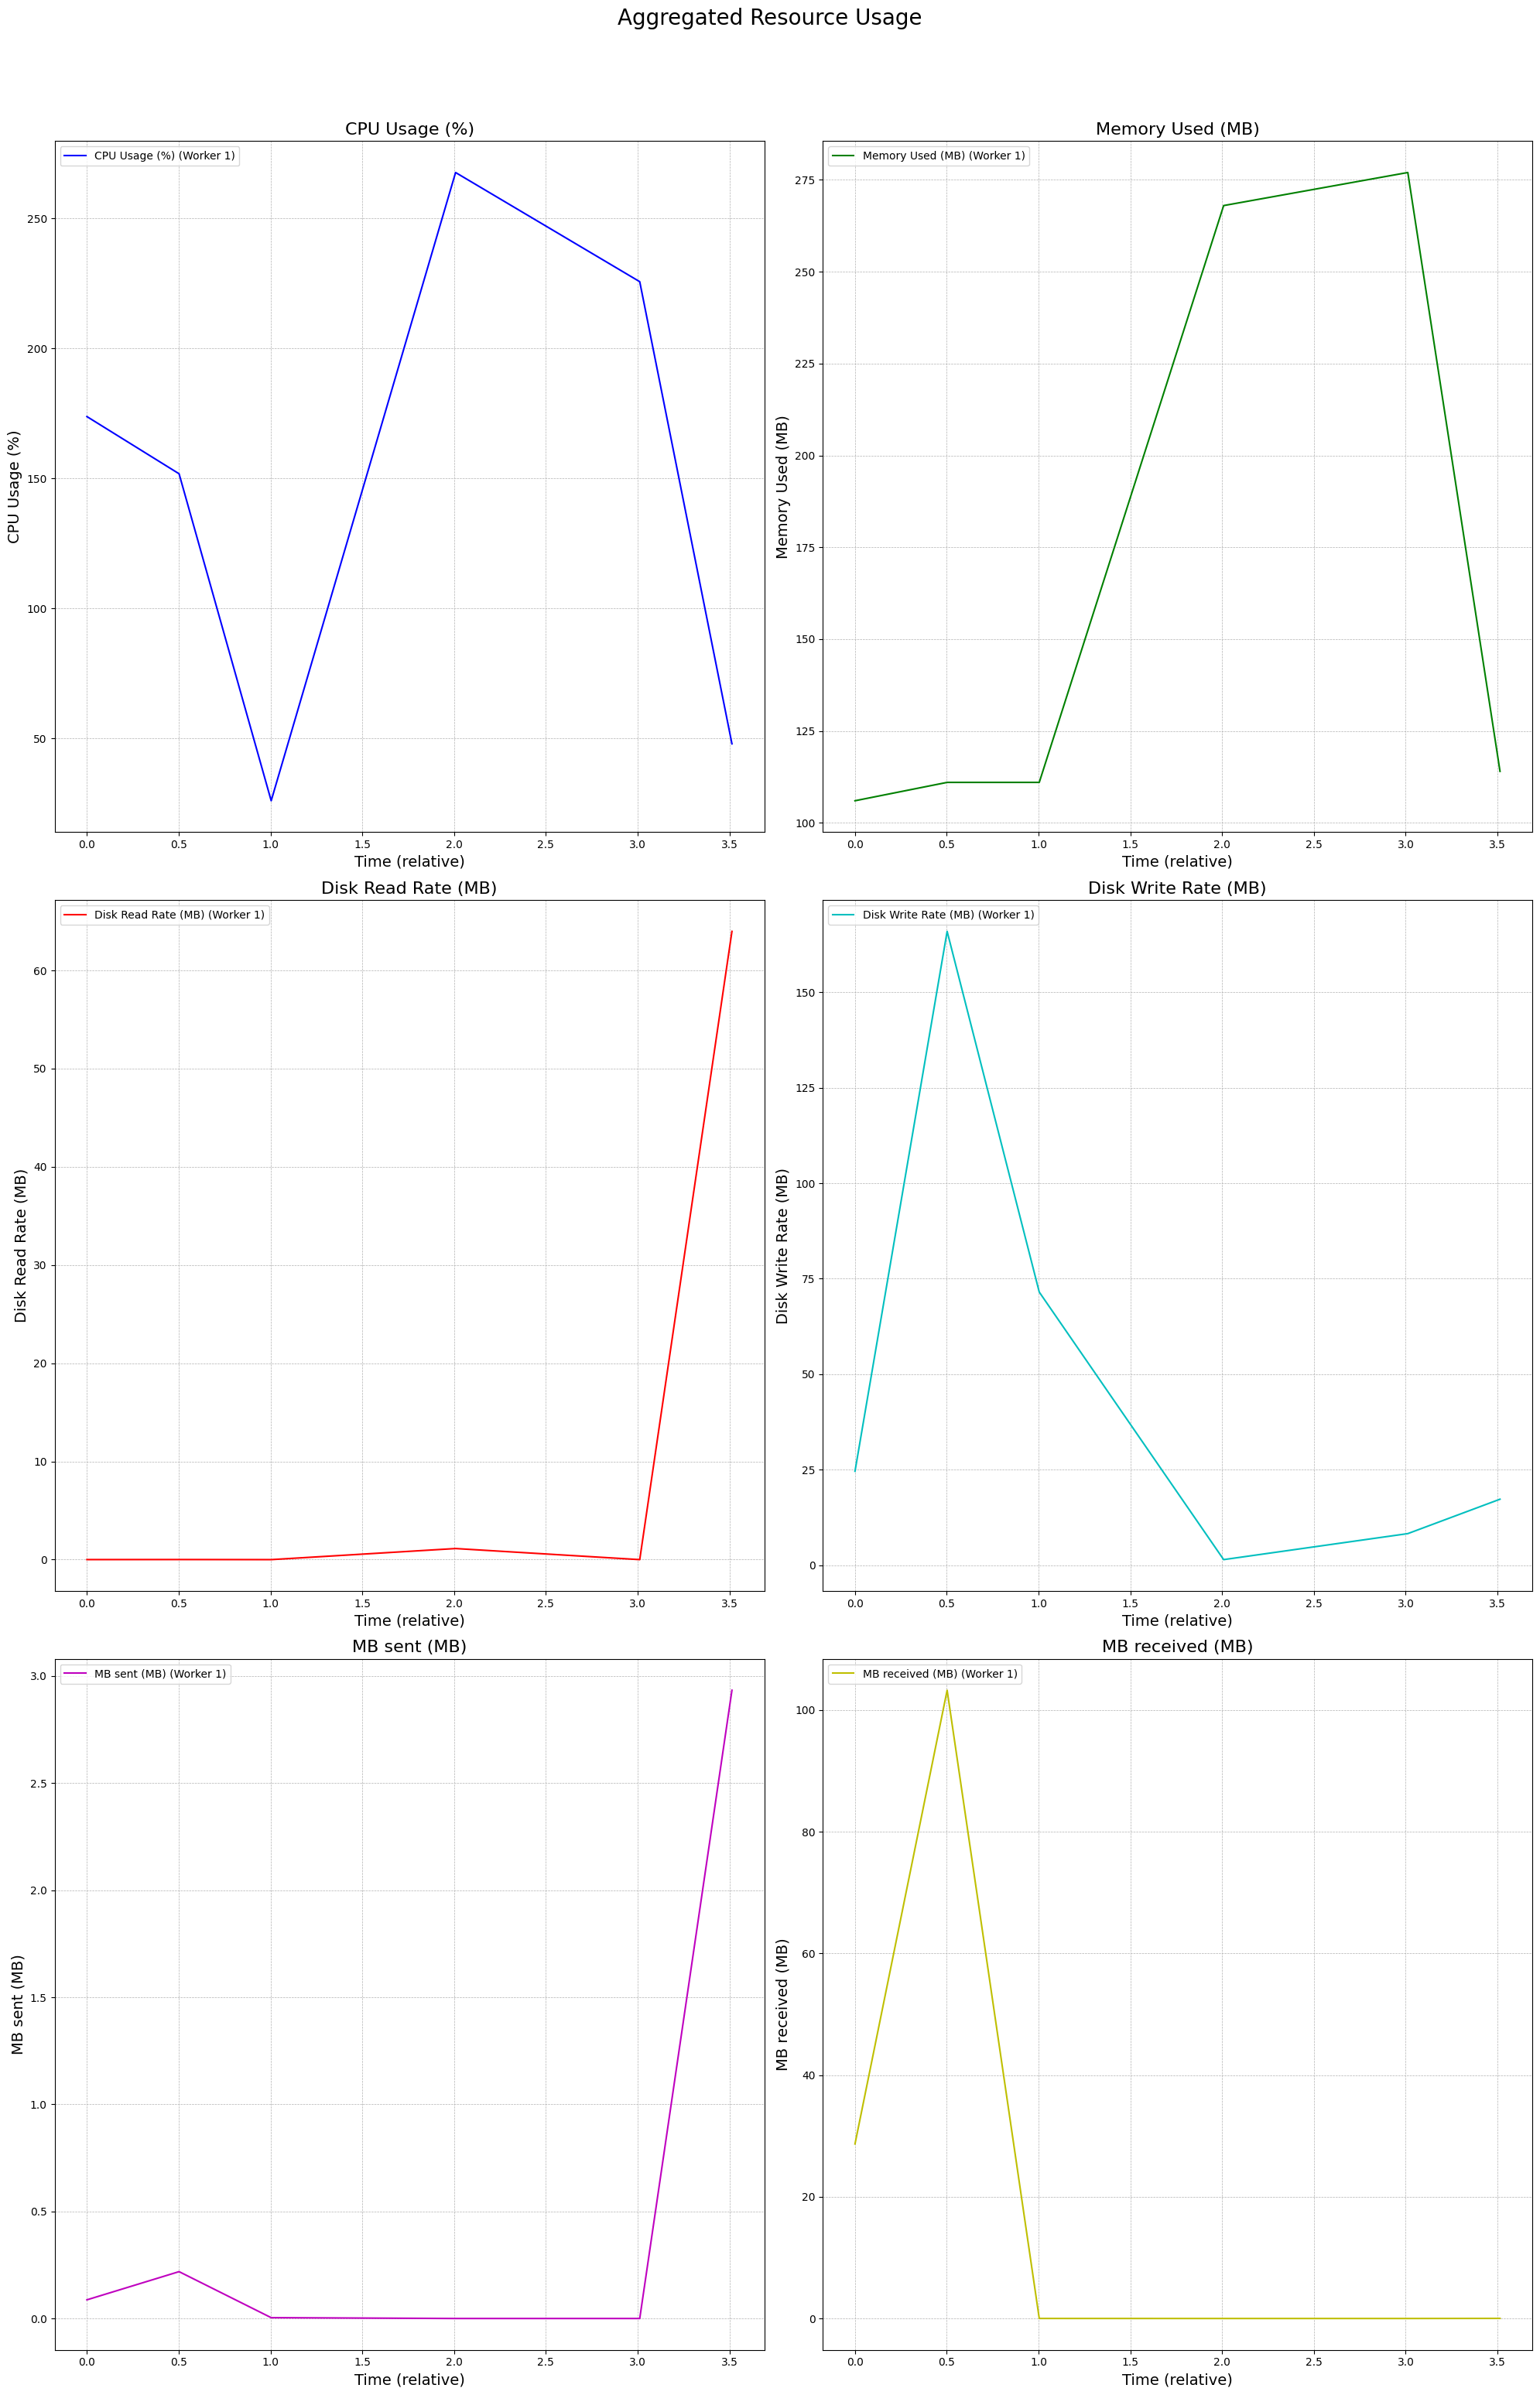 Aggregated Resource Usage
CPU Usage (%)
CPU Usage (%) (Worker 1)
250
200
150
100
50
CPU Usage (%)
0.0 0.5 1.0 1.5 2.0 2.5 3.0 3.5
Time (relative)
Memory Used (MB)
Memory Used (MB) (Worker 1)
275
250
225
200
175
150
125
100
Memory Used (MB)
0.0 0.5 1.0 1.5 2.0 2.5 3.0 3.5
Time (relative)
Disk Read Rate (MB)
Disk Read Rate (MB) (Worker 1)
60
50
40
30
20
10
0
Disk Read Rate (MB)
0.0 0.5 1.0 1.5 2.0 2.5 3.0 3.5
Time (relative)
Disk Write Rate (MB)
Disk Write Rate (MB) (Worker 1)
150
125
100
75
50
25
0
Disk Write Rate (MB)
0.0 0.5 1.0 1.5 2.0 2.5 3.0 3.5
Time (relative)
MB sent (MB)
MB sent (MB) (Worker 1)
3.0
2.5
2.0
1.5
1.0
0.5
0.0
MB sent (MB)
0.0 0.5 1.0 1.5 2.0 2.5 3.0 3.5
Time (relative)
MB received (MB)
MB received (MB) (Worker 1)
100
80
60
40
20
0
MB received (MB)
0.0 0.5 1.0 1.5 2.0 2.5 3.0 3.5
Time (relative)